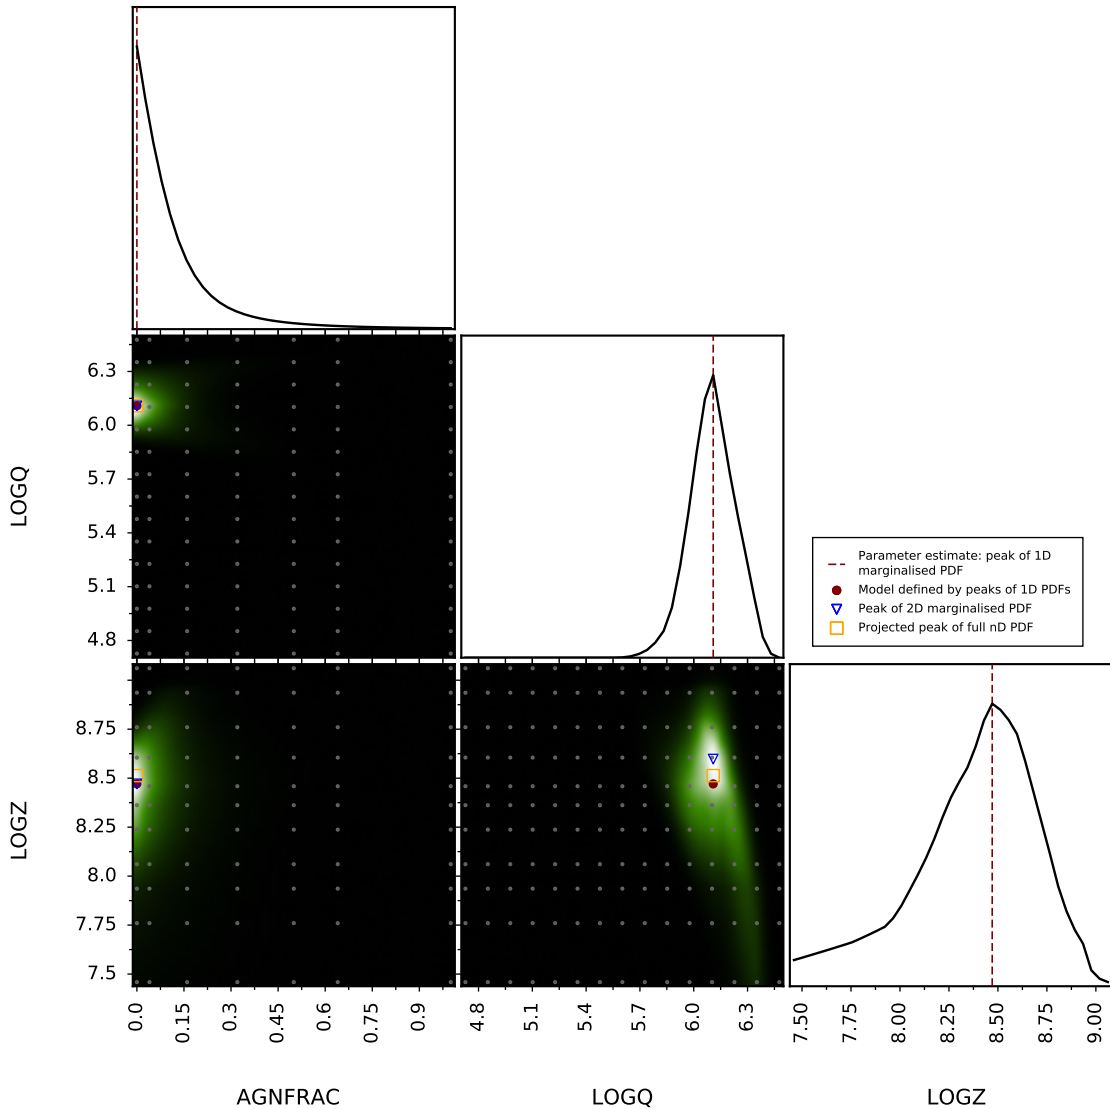 6.3
6.0
5.7
5.4
5.1
4.8
LOGQ
Parameter estimate: peak of 1D
marginalised PDF
Model defined by peaks of 1D PDFs
Peak of 2D marginalised PDF
Projected peak of full nD PDF
8.75
8.5
8.25
8.0
7.75
7.5
LOGZ
0.0 0.15 0.3 0.45 0.6 0.75 0.9
4.8 5.1 5.4 5.7 6.0 6.3
7.50 7.75 8.00 8.25 8.50 8.75 9.00
AGNFRAC LOGQ LOGZ